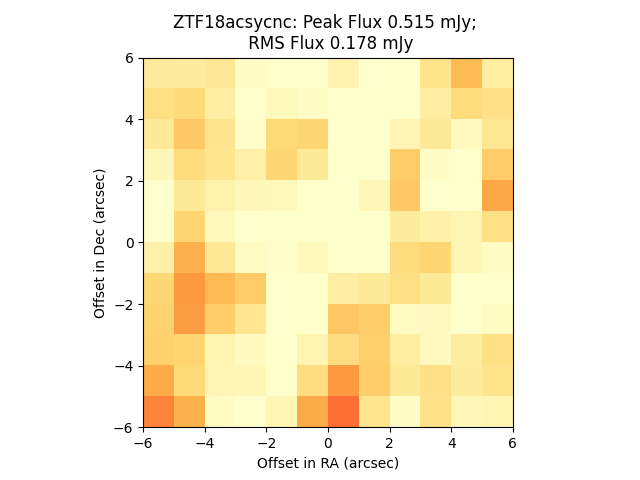 ZTF18acsycnc: Peak Flux 0.515 mJy;
RMS Flux 0.178 mJy
6
4
2
0
−2
−4
−6
Offset in Dec (arcsec)
−6 −4 −2 0 2 4 6
Offset in RA (arcsec)